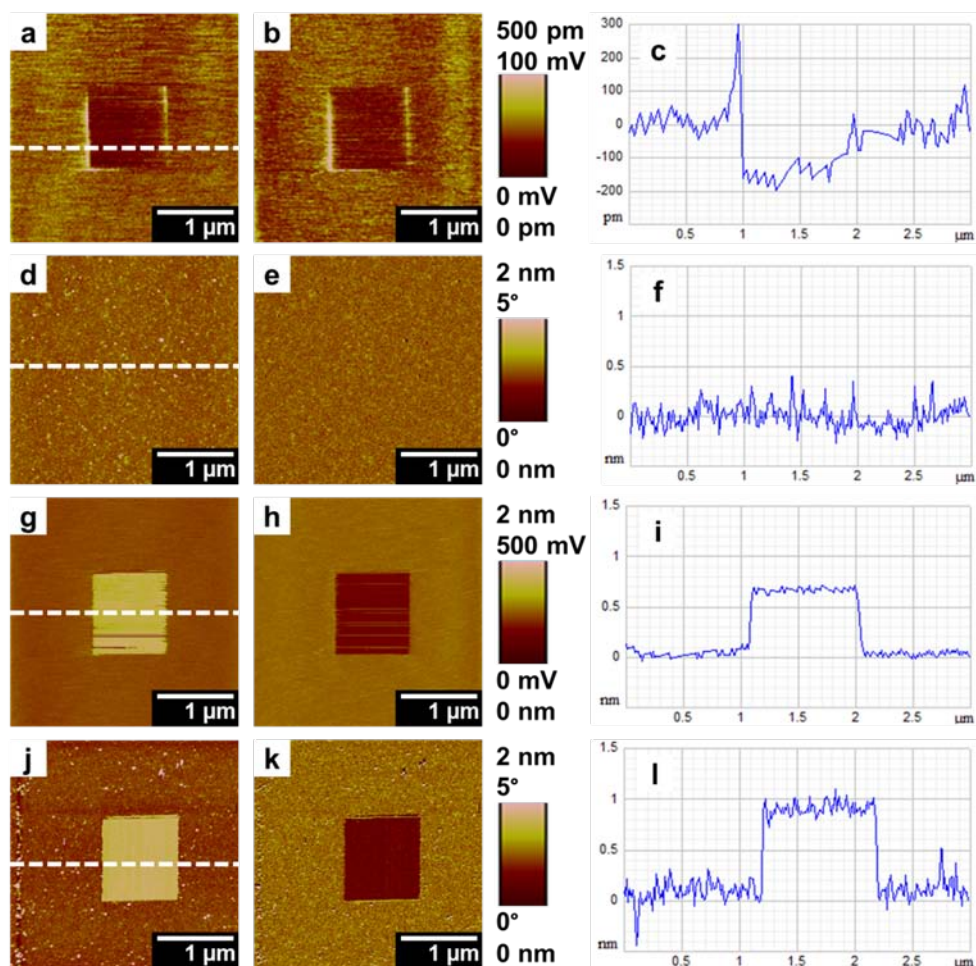 a
1 µm
b
1 µm
500 pm
100 mV
0 mV
0 pm
c
300
200
100
0
-100
-200
pm
0.5
1
1.5
2
2.5
µm
d
1 µm
e
1 µm
2 nm
5°
0°
0 nm
f
1.5
1
0.5
0
nm
0.5
1
1.5
2
2.5
µm
g
1 µm
h
1 µm
2 nm
500 mV
0 mV
0 nm
i
1.5
1
0.5
0
nm
0.5
1
1.5
2
2.5
µm
j
1 µm
k
1 µm
2 nm
5°
0°
0 nm
l
1.5
1
0.5
0
nm
0.5
1
1.5
2
2.5
µm